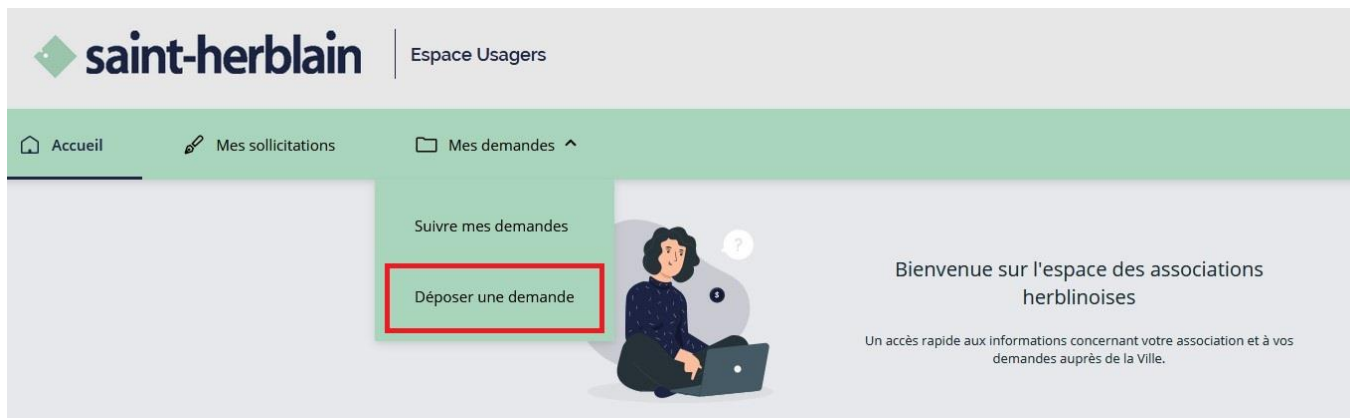 saint-herblain
Espace Usagers
Accueil
Mes sollicitations
Mes demandes
Suivre mes demandes
Déposer une demande
?
$
Bienvenue sur l'espace des associations
herblinoises
Un accès rapide aux informations concernant votre association et à vos
demandes auprès de la Ville.